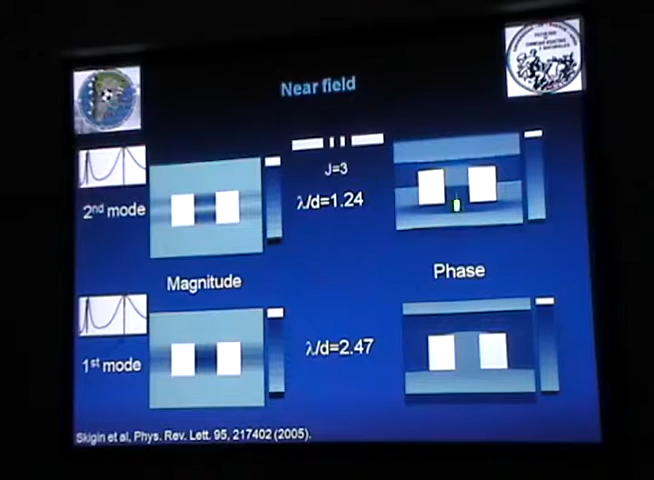 Near field
J=3
λ/d=1.24
2nd mode
Magnitude
Phase
λ/d=2.47
1st mode
Skigin et al, Phys. Rev. Lett. 95, 217402 (2005).